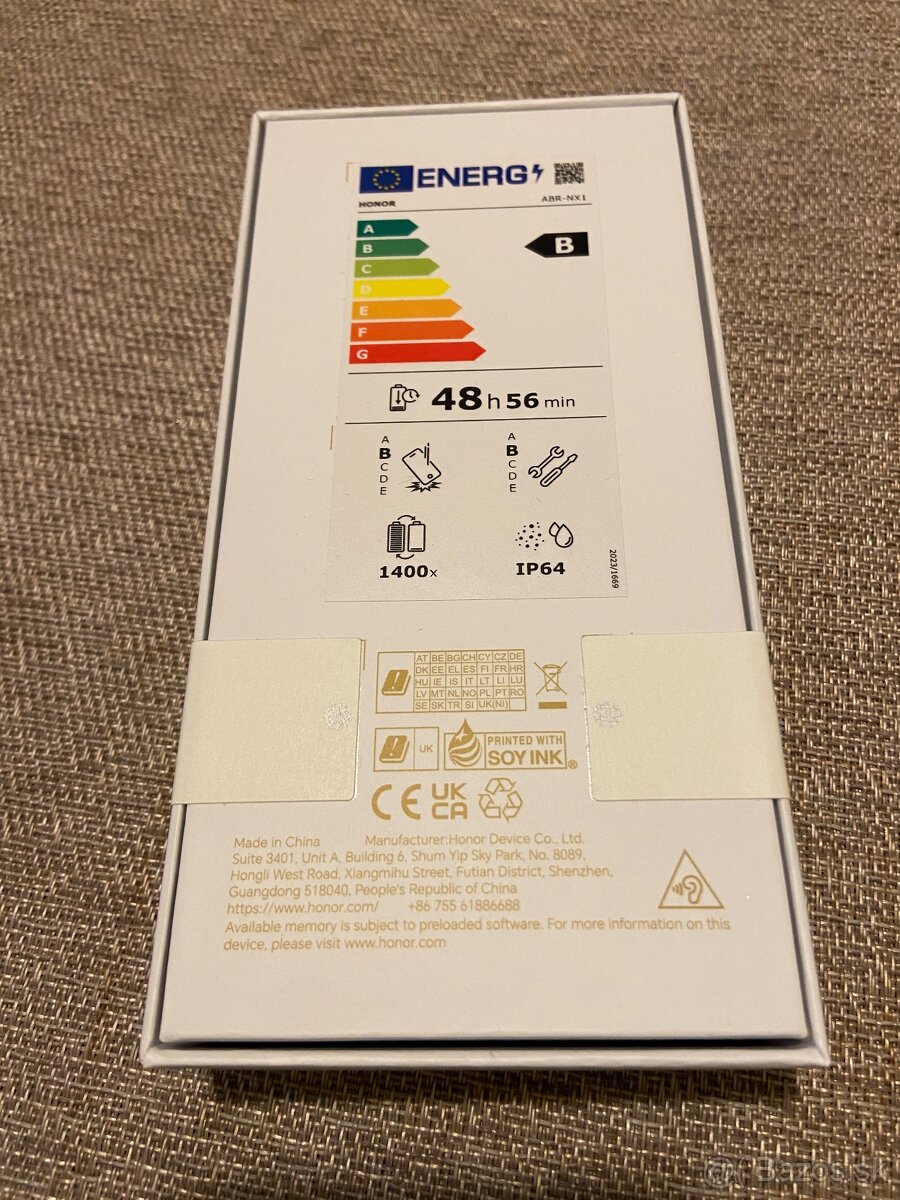 ENERG
HONOR ABR-NX1
A
B
C
D
E
F
G
B
48 h 56 min
A
B
C
D
E
A
B
C
D
E
1400x
IP64
2023/1669
AT BE BG CH CY CZ DE
DK EE EL ES FI FR HR
HU IE IS IT LT LI LU
LV MT NL NO PL PT RO
SE SK TR SI UK(NI)
UK
PRINTED WITH
SOY INK®
CE UK
CA
Made in China Manufacturer:Honor Device Co., Ltd.
Suite 3401, Unit A, Building 6, Shum Yip Sky Park, No. 8089,
Hongli West Road, Xiangmihu Street, Futian District, Shenzhen,
Guangdong 518040, People's Republic of China
https://www.honor.com/ +86 755 61886688
Available memory is subject to preloaded software. For more information on this
device, please visit www.honor.com
Bazos.sk